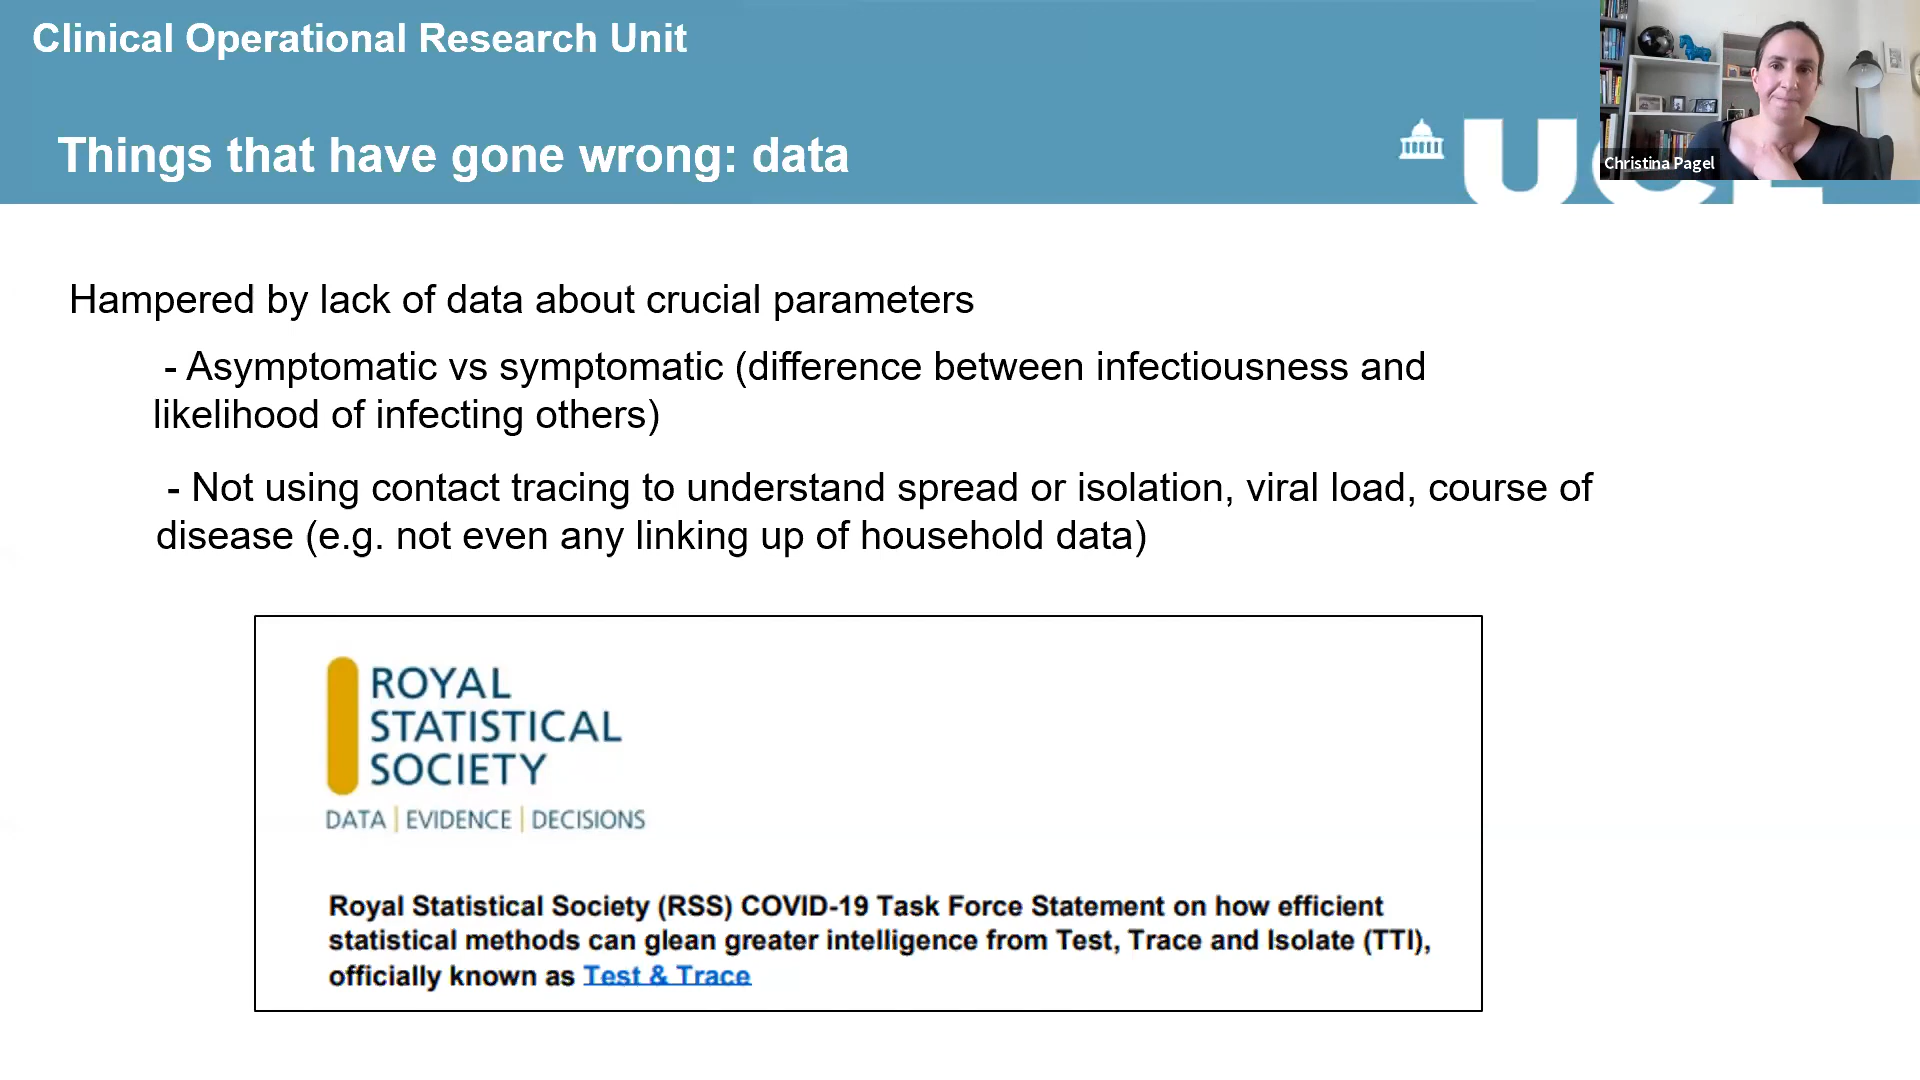 Clinical Operational Research Unit
Things that have gone wrong: data
UCL
Christina Pagel
Hampered by lack of data about crucial parameters
- Asymptomatic vs symptomatic (difference between infectiousness and
likelihood of infecting others)
- Not using contact tracing to understand spread or isolation, viral load, course of
disease (e.g. not even any linking up of household data)
ROYAL
STATISTICAL
SOCIETY
DATA | EVIDENCE | DECISIONS
Royal Statistical Society (RSS) COVID-19 Task Force Statement on how efficient
statistical methods can glean greater intelligence from Test, Trace and Isolate (TTI),
officially known as Test & Trace